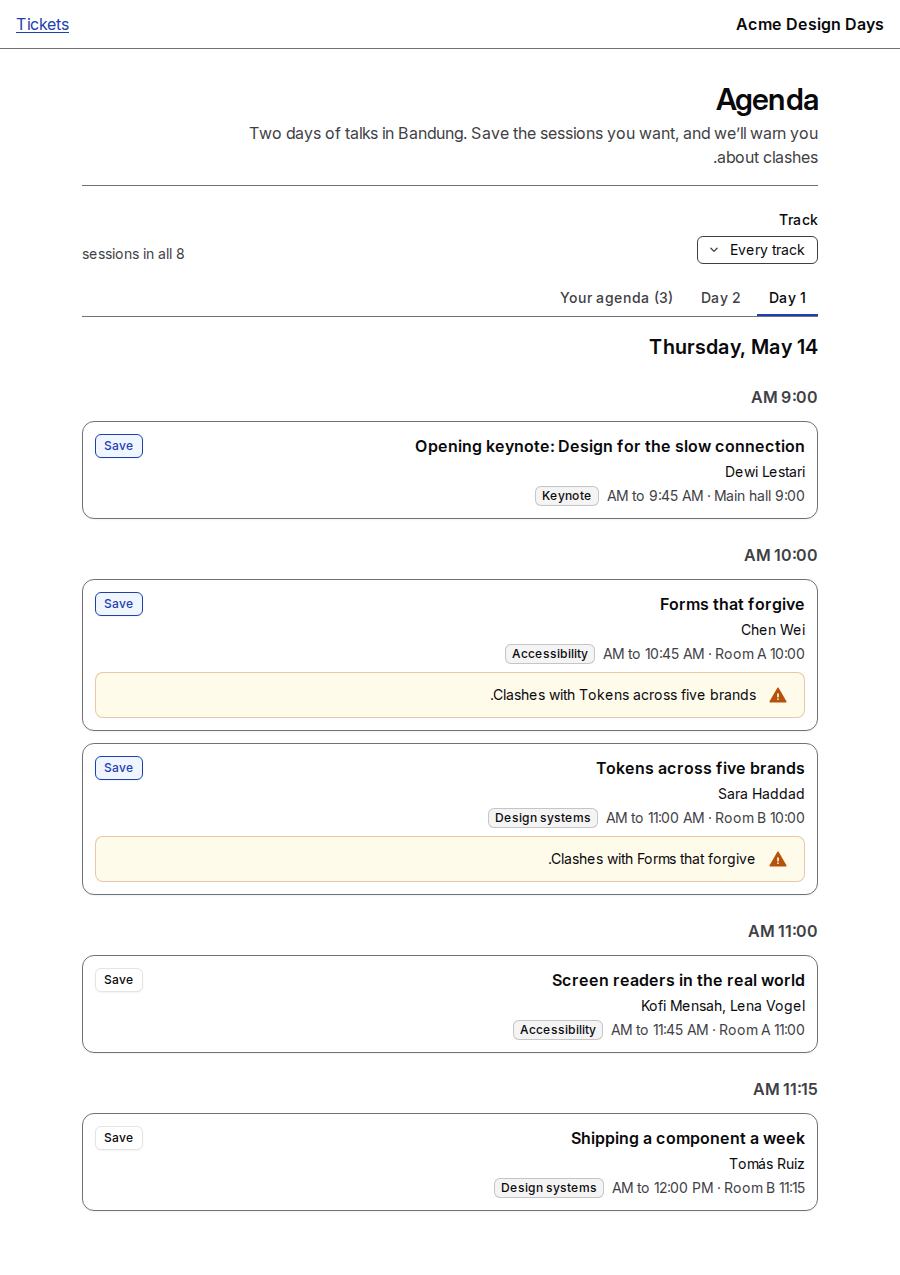 Acme Design Days
Tickets
Agenda
Two days of talks in Bandung. Save the sessions you want, and we’ll warn you
.about clashes
Track
Every track
sessions in all 8
Day 1
Day 2
Your agenda (3)
Thursday, May 14
AM 9:00
Opening keynote: Design for the slow connection
Save
Dewi Lestari
AM to 9:45 AM · Main hall 9:00
Keynote
AM 10:00
Forms that forgive
Save
Chen Wei
AM to 10:45 AM · Room A 10:00
Accessibility
.Clashes with Tokens across five brands
Tokens across five brands
Save
Sara Haddad
AM to 11:00 AM · Room B 10:00
Design systems
.Clashes with Forms that forgive
AM 11:00
Screen readers in the real world
Save
Kofi Mensah, Lena Vogel
AM to 11:45 AM · Room A 11:00
Accessibility
AM 11:15
Shipping a component a week
Save
Tomás Ruiz
AM to 12:00 PM · Room B 11:15
Design systems